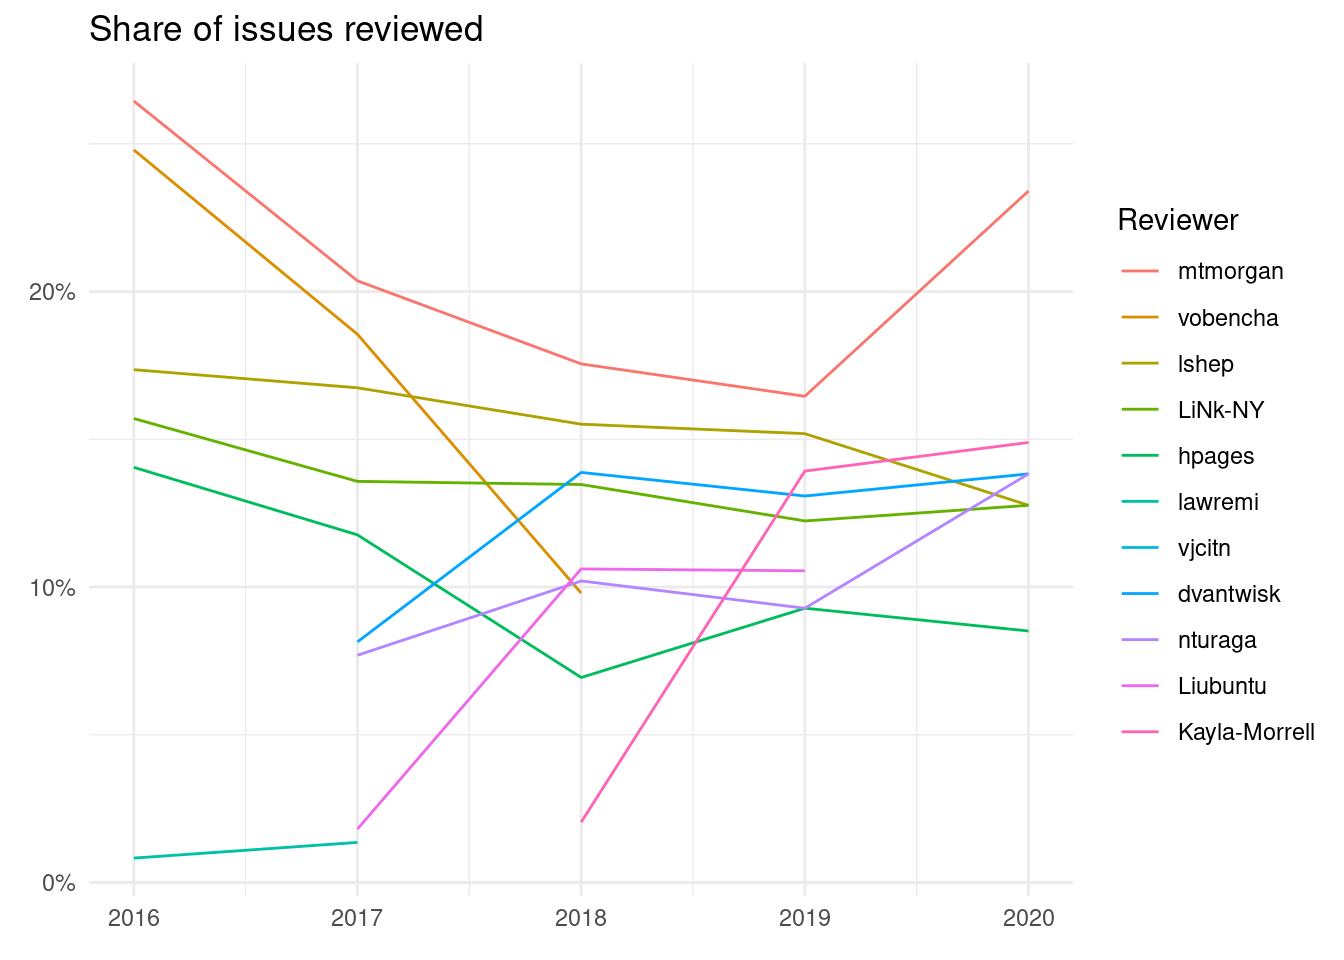 Share of issues reviewed
20%
10%
0%
2016 2017 2018 2019 2020
Reviewer
mtmorgan
vobencha
lshep
LiNk-NY
hpages
lawremi
vjcitn
dvantwisk
nturaga
Liubuntu
Kayla-Morrell